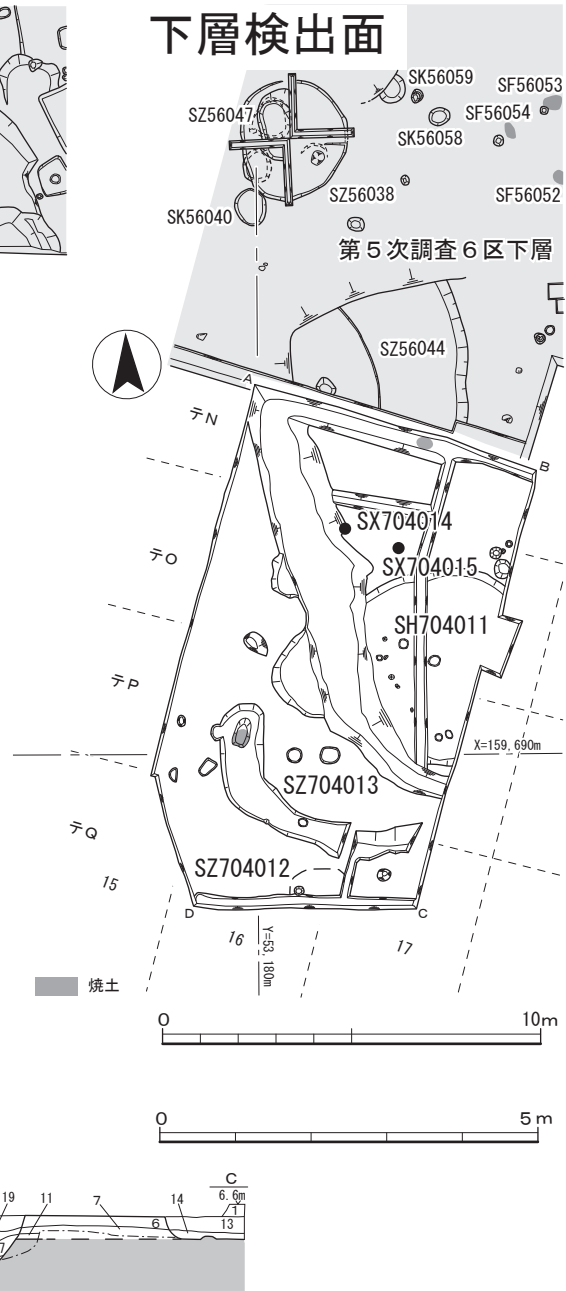 下層検出面
SK56059
SF56053
SZ56047
SF56054
SK56058
SZ56038
SF56052
SK56040
第5次調査6区下層
SZ56044
A
テN
B
SX704014
テO
SX704015
SH704011
テP
X=159,690m
SZ704013
テQ
SZ704012
15
D
C
16
Y=53,180m
17
焼土
0
10m
0
5m
C
6.6m
19
11
7
14
1
6
13
7